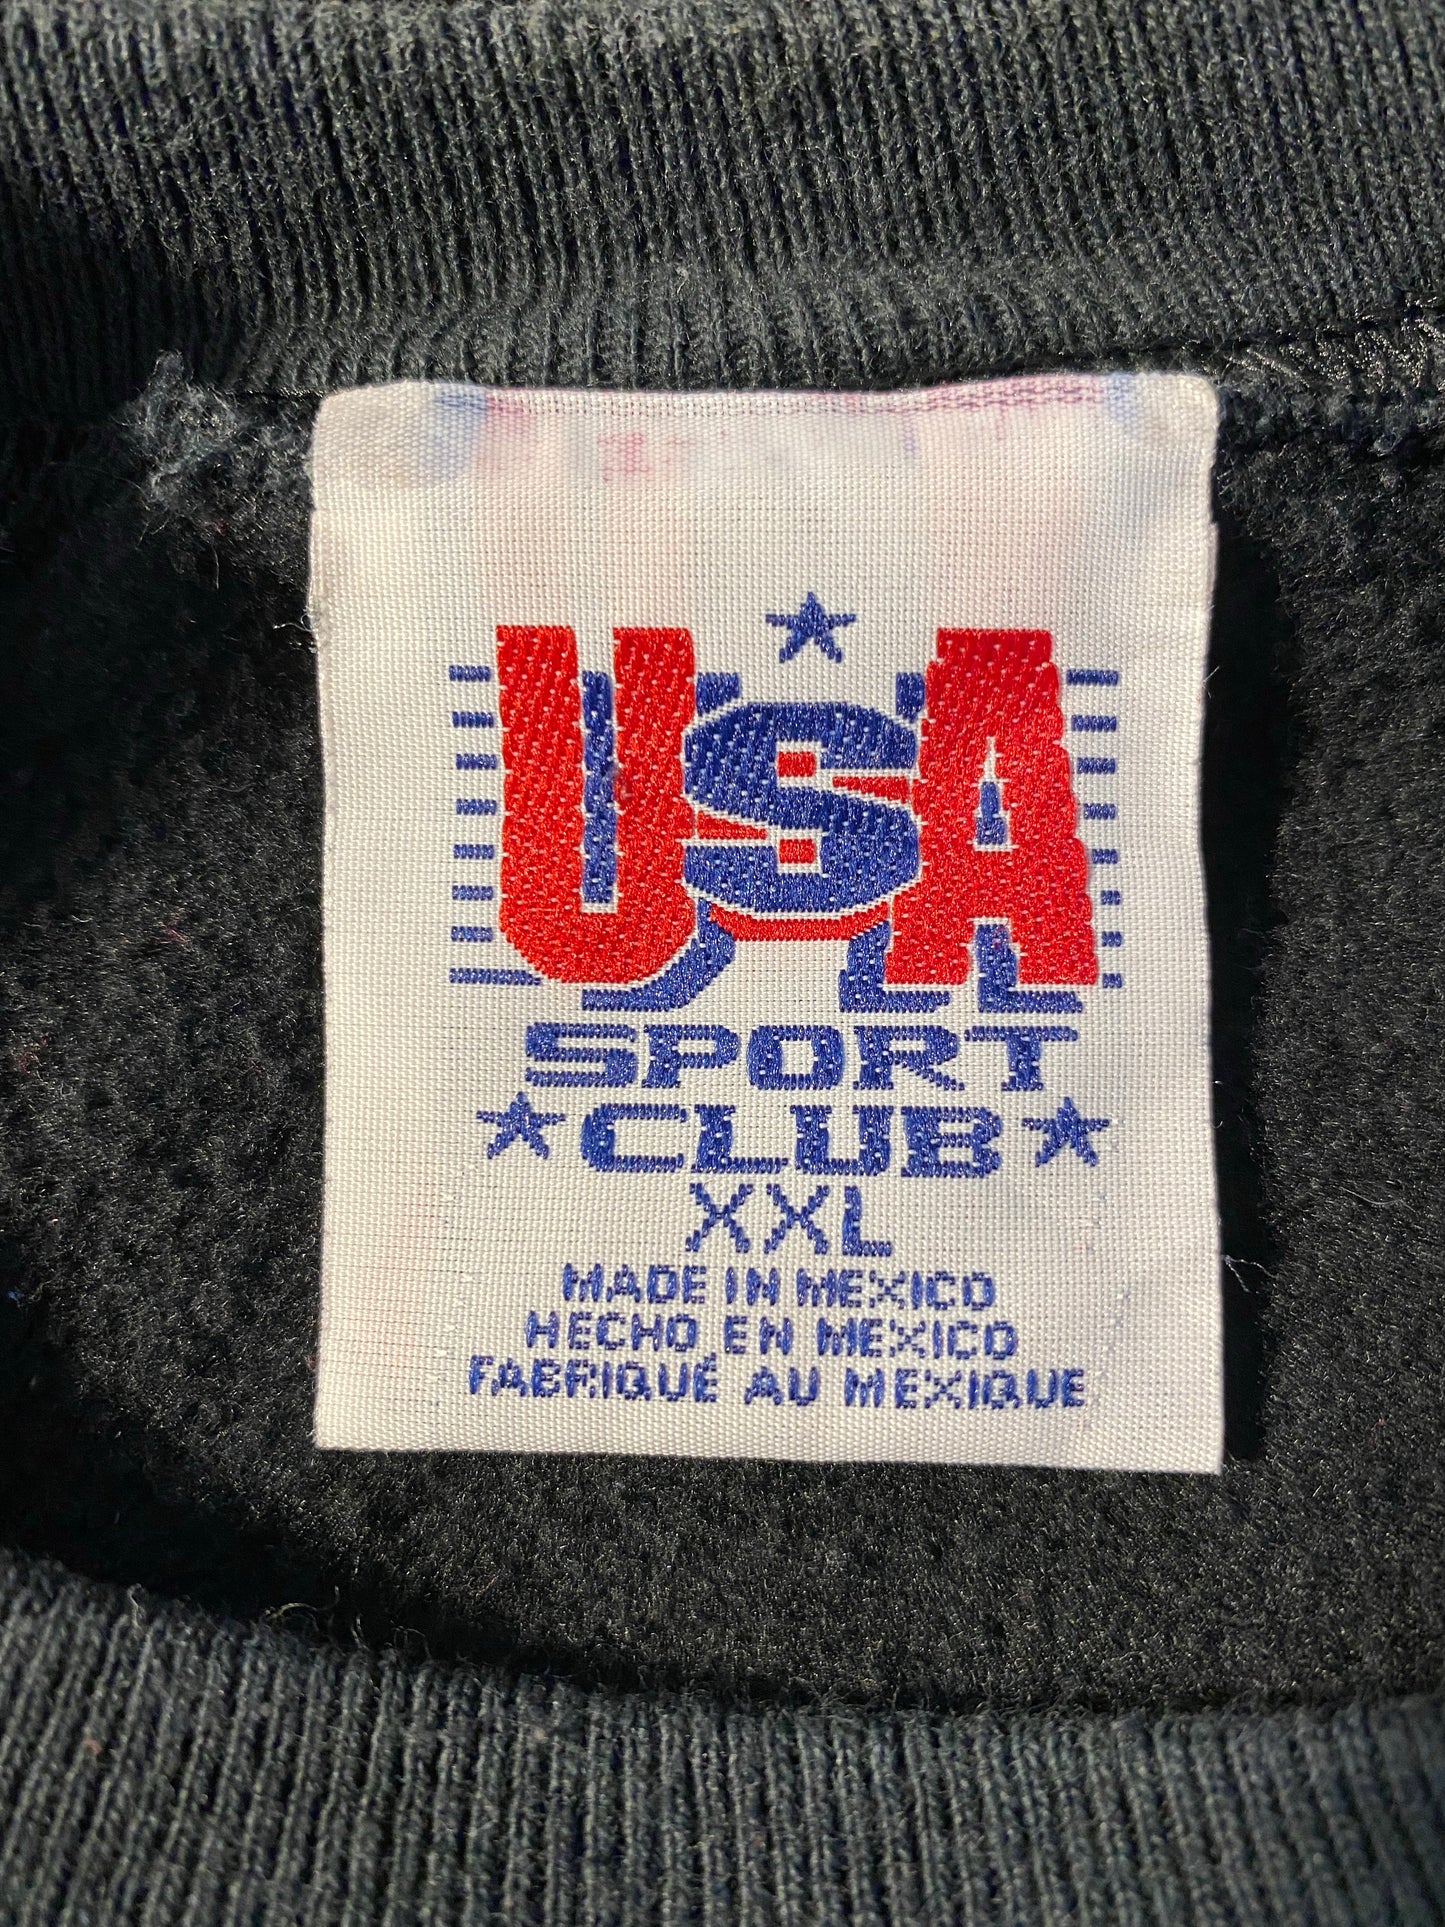 USA
SPORT
CLUB
XXL
MADE IN MEXICO
HECHO EN MEXICO
FABRIQUÉ AU MEXIQUE